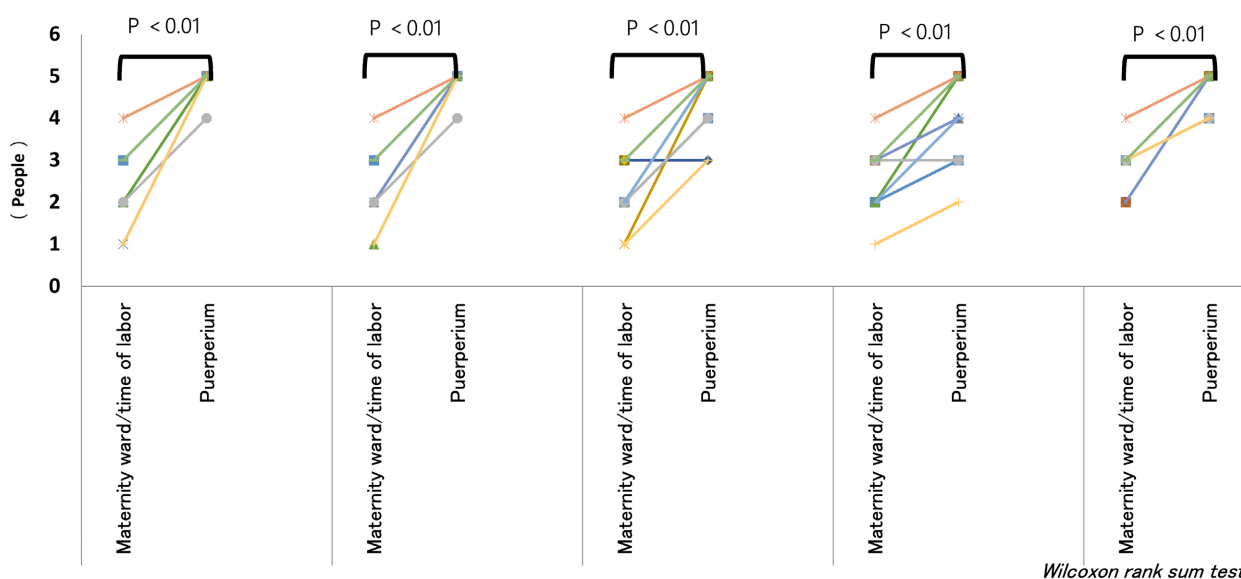 P < 0.01
P < 0.01
P < 0.01
P < 0.01
P < 0.01
6
5
4
3
2
1
0
( People )
Maternity ward/time of labor
Puerperium
Maternity ward/time of labor
Puerperium
Maternity ward/time of labor
Puerperium
Maternity ward/time of labor
Puerperium
Maternity ward/time of labor
Puerperium
Wilcoxon rank sum test